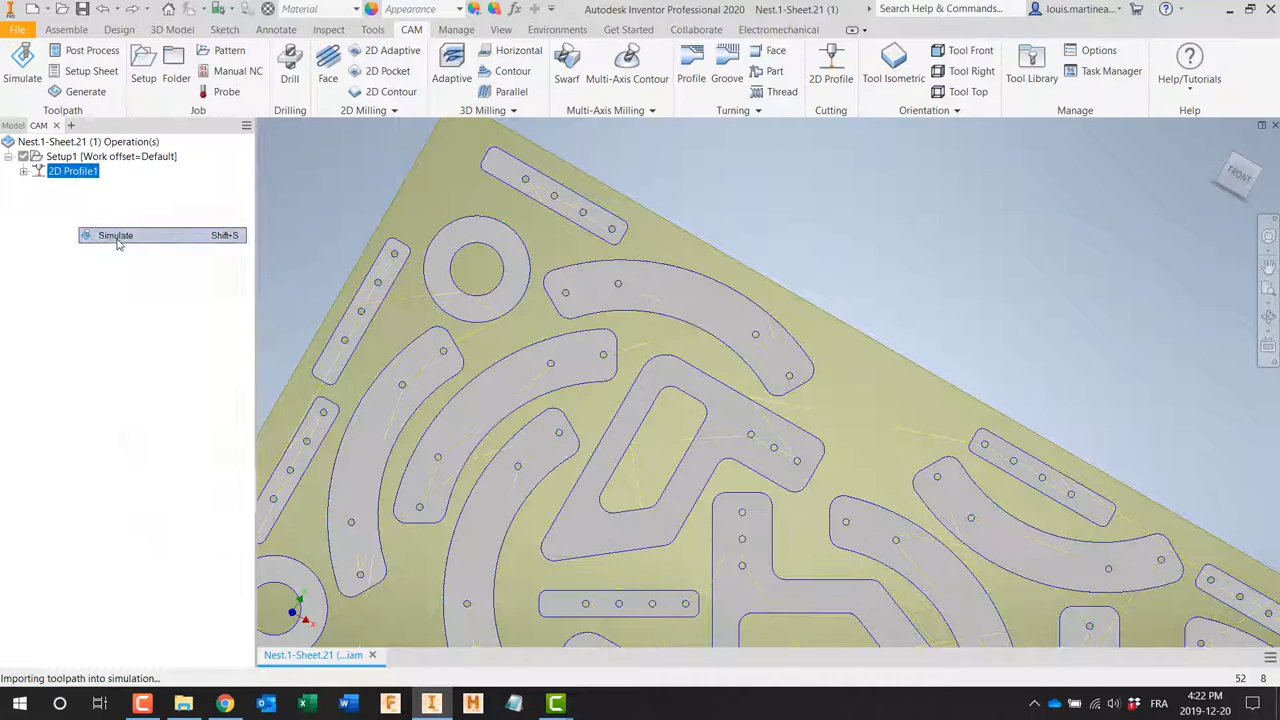 Material
Appearance
Autodesk Inventor Professional 2020 Nest.1-Sheet.21 (1)
Search Help & Commands...
louis.martinea...
File
Assemble
Design
3D Model
Sketch
Annotate
Inspect
Tools
CAM
Manage
View
Environments
Get Started
Collaborate
Electromechanical
Simulate
Post Process
Setup Sheet
Generate
Toolpath
Setup
Folder
Pattern
Manual NC
Probe
Job
Drill
Drilling
Face
2D Adaptive
2D Pocket
2D Contour
2D Milling
Adaptive
Horizontal
Contour
Parallel
3D Milling
Swarf
Multi-Axis Contour
Multi-Axis Milling
Profile
Groove
Face
Part
Thread
Turning
2D Profile
Cutting
Tool Isometric
Tool Front
Tool Right
Tool Top
Orientation
Tool Library
Options
Task Manager
Manage
Help/Tutorials
Help
Model
CAM
Nest.1-Sheet.21 (1) Operation(s)
Setup1 [Work offset=Default]
2D Profile1
Simulate Shift+S
FRONT
X
Nest.1-Sheet.21 (...iam
Importing toolpath into simulation...
52 8
FRA
4:22 PM
2019-12-20